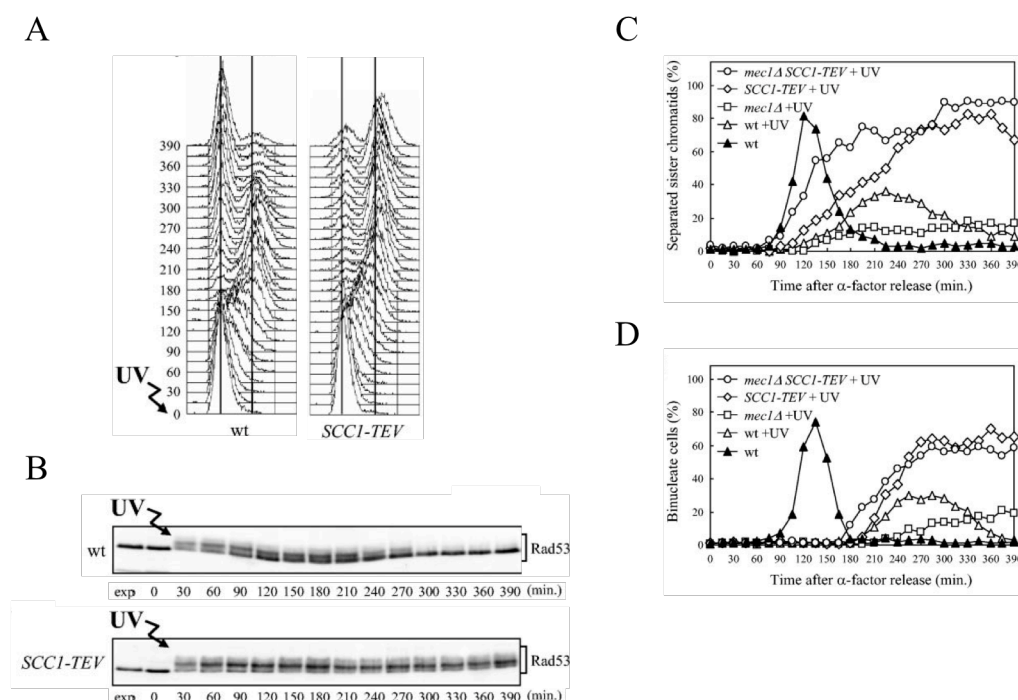 A
390
360
330
300
270
240
210
180
150
120
90
60
30
0
UV
wt
SCC1-TEV
B
UV
wt
Rad53
exp 0 30 60 90 120 150 180 210 240 270 300 330 360 390 (min.)
UV
SCC1-TEV
Rad53
exp 0 30 60 90 120 150 180 210 240 270 300 330 360 390 (min.)
C
Separated sister chromatids (%)
100
80
60
40
20
0
mec1Δ SCC1-TEV + UV
SCC1-TEV + UV
mec1Δ +UV
wt +UV
wt
0 30 60 90 120 150 180 210 240 270 300 330 360 390
Time after α-factor release (min.)
D
Binucleate cells (%)
100
80
60
40
20
0
mec1Δ SCC1-TEV + UV
SCC1-TEV + UV
mec1Δ +UV
wt +UV
wt
0 30 60 90 120 150 180 210 240 270 300 330 360 390
Time after α-factor release (min.)